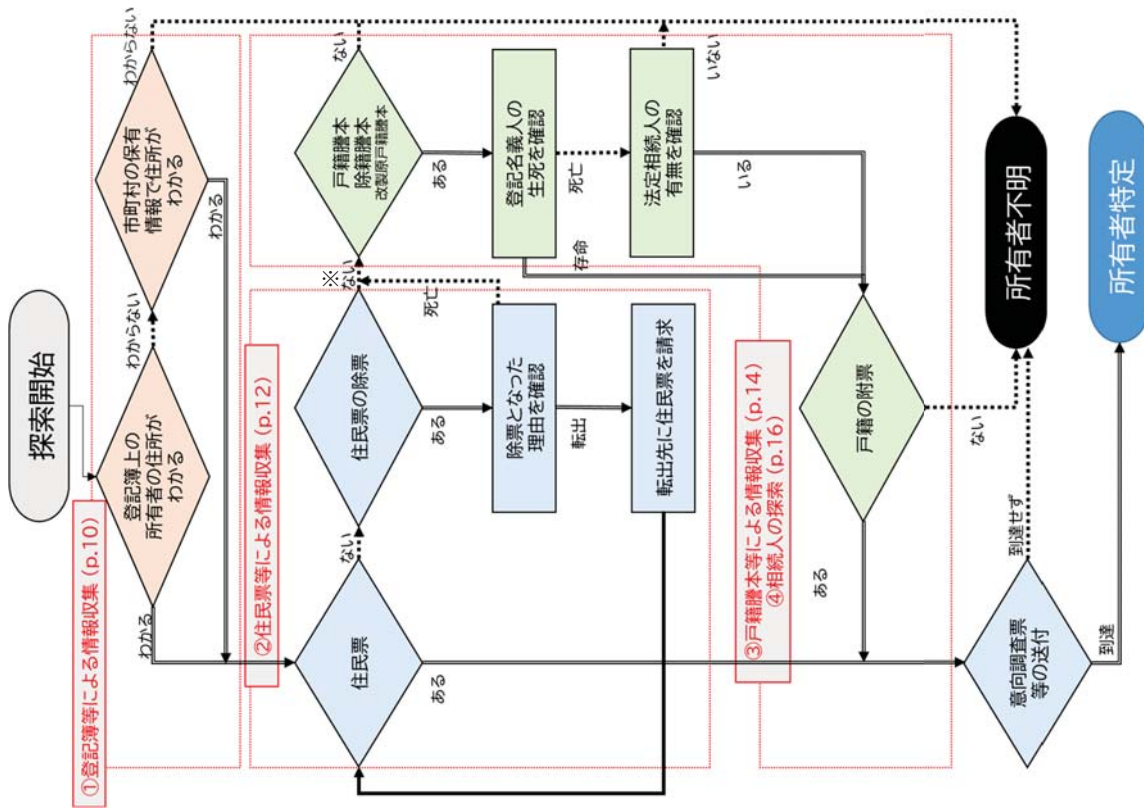 探索開始
①登記簿等による情報収集（p.10）
登記簿上の
所有者の住所が
わかる
わからない
わかる
市町村の保有
情報で住所が
わかる
わからない
わかる
②住民票等による情報収集（p.12）
住民票
ない
ある
住民票の除票
ない
※
ある
除票となった
理由を確認
死亡
転出
転出先に住民票を請求
③戸籍謄本等による情報収集（p.14）
④相続人の探索（p.16）
戸籍謄本
除籍謄本
改製原戸籍謄本
ない
ある
登記名義人の
生死を確認
死亡
存命
法定相続人の
有無を確認
いない
いる
戸籍の附票
ある
ない
意向調査票
等の送付
到達せず
到達
所有者不明
所有者特定